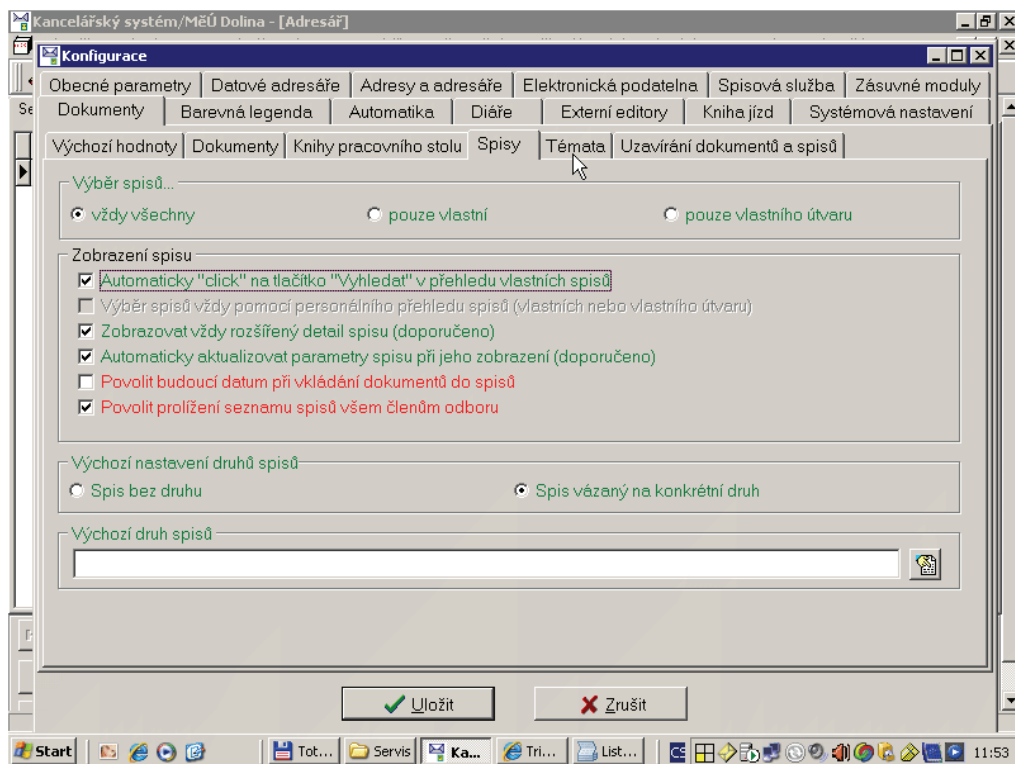 Kancelářský systém/MěÚ Dolina - [Adresář]
Konfigurace
Obecné parametry Datové adresáře Adresy a adresáře Elektronická podatelna Spisová služba Zásuvné moduly
Se
Dokumenty Barevná legenda Automatika Diáře Externí editory Kniha jízd Systémová nastavení
Výchozí hodnoty Dokumenty Knihy pracovního stolu Spisy Témata Uzavírání dokumentů a spisů
Výběr spisů...
vždy všechny pouze vlastní pouze vlastního útvaru
Zobrazení spisu
Automaticky "click" na tlačítko "Vyhledat" v přehledu vlastních spisů
Výběr spisů vždy pomocí personálního přehledu spisů (vlastních nebo vlastního útvaru)
Zobrazovat vždy rozšířený detail spisu (doporučeno)
Automaticky aktualizovat parametry spisu při jeho zobrazení (doporučeno)
Povolit budoucí datum při vkládání dokumentů do spisů
Povolit prolížení seznamu spisů všem členům odboru
Výchozí nastavení druhů spisů
Spis bez druhu Spis vázaný na konkrétní druh
Výchozí druh spisů
Uložit Zrušit
Start Tot... Servis Ka... Tri... List... CS 11:53